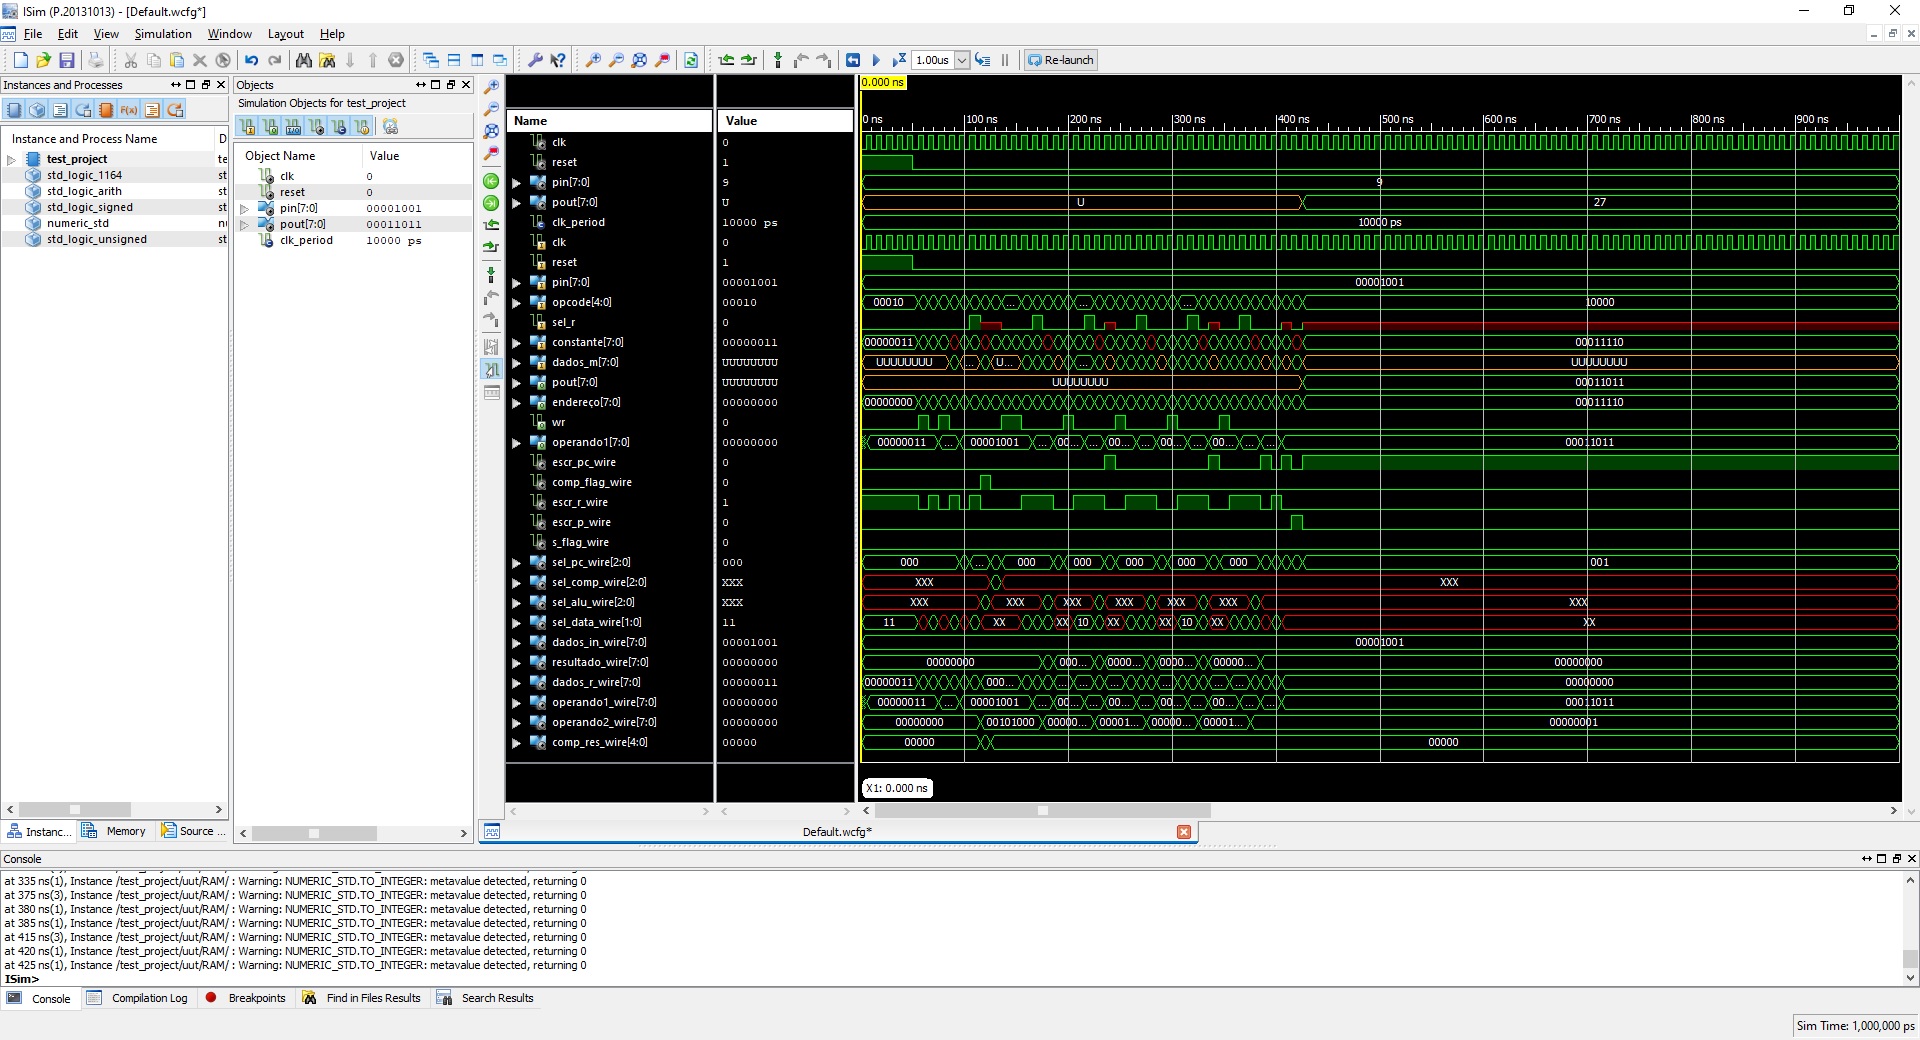 ISim (P.20131013) - [Default.wcfg*]
File Edit View Simulation Window Layout Help
1.00us Re-launch
Instances and Processes
Instance and Process Name D
test_project te
std_logic_1164 st
std_logic_arith st
std_logic_signed st
numeric_std nu
std_logic_unsigned st
Instanc... Memory Source ...
Objects
Simulation Objects for test_project
Object Name Value
clk 0
reset 0
pin[7:0] 00001001
pout[7:0] 00011011
clk_period 10000 ps
0.000 ns
Name Value 0 ns 100 ns 200 ns 300 ns 400 ns 500 ns 600 ns 700 ns 800 ns 900 ns
clk 0
reset 1
pin[7:0] 9 9
pout[7:0] U U 27
clk_period 10000 ps 10000 ps
clk 0
reset 1
pin[7:0] 00001001 00001001
opcode[4:0] 00010 00010 ... ... ... 10000
sel_r 0
constante[7:0] 00000011 00000011 00011110
dados_m[7:0] UUUUUUUU UUUUUUUU ... U... ... UUUUUUUU
pout[7:0] UUUUUUUU UUUUUUUU 00011011
endereço[7:0] 00000000 00000000 00011110
wr 0
operando1[7:0] 00000000 00000011 ... 00001001 ... 00... ... 00... ... 00... ... 00... ... ... 00011011
escr_pc_wire 0
comp_flag_wire 0
escr_r_wire 1
escr_p_wire 0
s_flag_wire 0
sel_pc_wire[2:0] 000 000 ... 000 000 000 000 000 001
sel_comp_wire[2:0] XXX XXX XXX
sel_alu_wire[2:0] XXX XXX XXX XXX XXX XXX XXX XXX
sel_data_wire[1:0] 11 11 XX XX 10 XX XX 10 XX XX
dados_in_wire[7:0] 00001001 00001001
resultado_wire[7:0] 00000000 00000000 000... 0000... 0000... 00000... 00000000
dados_r_wire[7:0] 00000011 00000011 000... ... ... ... ... ... ... 00000000
operando1_wire[7:0] 00000000 00000011 ... 00001001 ... 00... ... 00... ... 00... ... 00... ... ... 00011011
operando2_wire[7:0] 00000000 00000000 00101000 00000... 00001... 00000... 00001... 00000001
comp_res_wire[4:0] 00000 00000 00000
X1: 0.000 ns
Default.wcfg*
Console
at 335 ns(1), Instance /test_project/uut/RAM/ : Warning: NUMERIC_STD.TO_INTEGER: metavalue detected, returning 0
at 375 ns(3), Instance /test_project/uut/RAM/ : Warning: NUMERIC_STD.TO_INTEGER: metavalue detected, returning 0
at 380 ns(1), Instance /test_project/uut/RAM/ : Warning: NUMERIC_STD.TO_INTEGER: metavalue detected, returning 0
at 385 ns(1), Instance /test_project/uut/RAM/ : Warning: NUMERIC_STD.TO_INTEGER: metavalue detected, returning 0
at 415 ns(3), Instance /test_project/uut/RAM/ : Warning: NUMERIC_STD.TO_INTEGER: metavalue detected, returning 0
at 420 ns(1), Instance /test_project/uut/RAM/ : Warning: NUMERIC_STD.TO_INTEGER: metavalue detected, returning 0
at 425 ns(1), Instance /test_project/uut/RAM/ : Warning: NUMERIC_STD.TO_INTEGER: metavalue detected, returning 0
ISim>
Console Compilation Log Breakpoints Find in Files Results Search Results
Sim Time: 1,000,000 ps